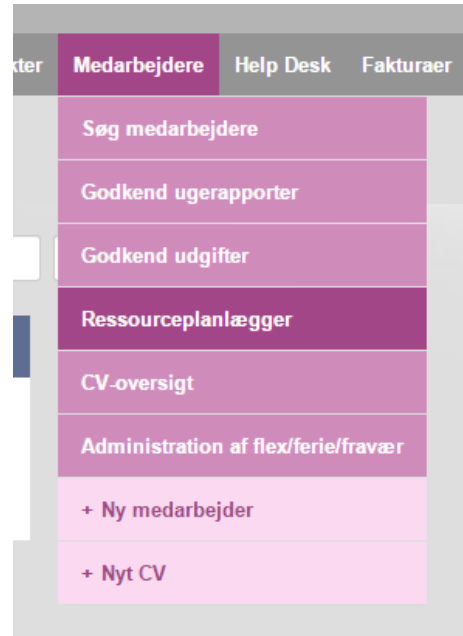 Medarbejdere Help Desk Fakturaer
Søg medarbejdere
Godkend ugerapporter
Godkend udgifter
Ressourceplanlægger
CV-oversigt
Administration af flex/ferie/fravær
+ Ny medarbejder
+ Nyt CV